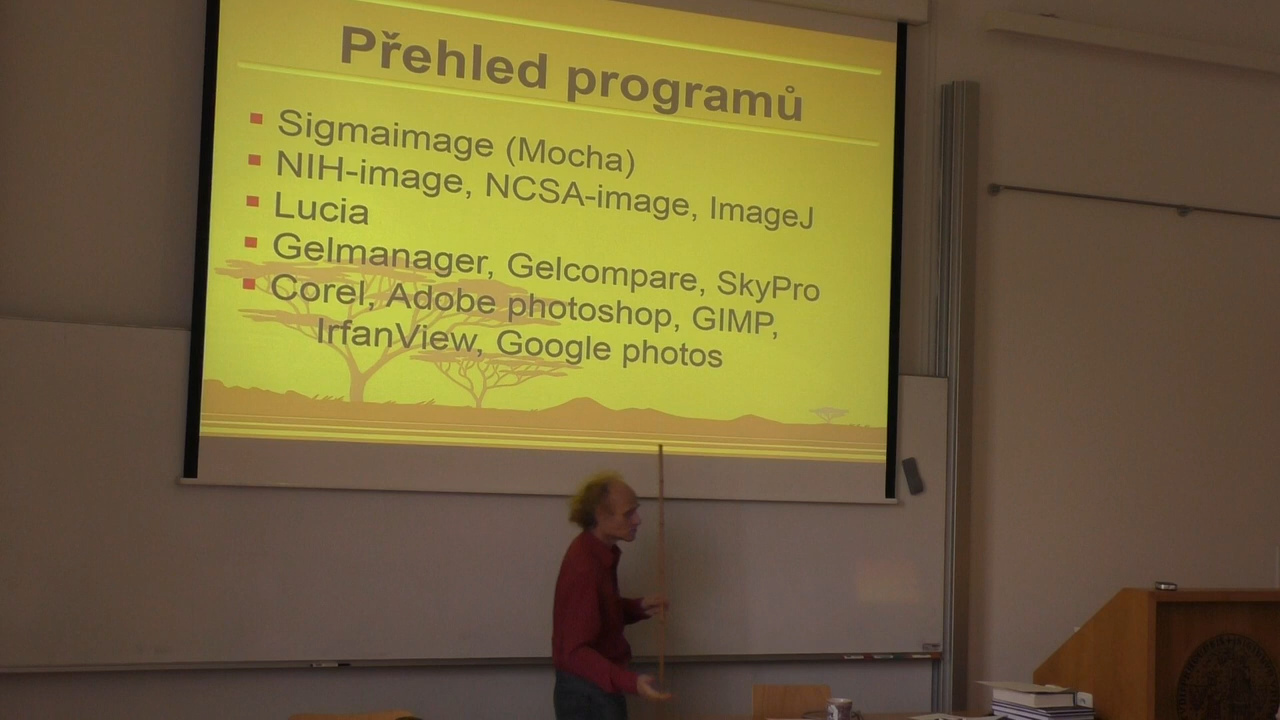 Přehled programů
Sigmaimage (Mocha)
NIH-image, NCSA-image, ImageJ
Lucia
Gelmanager, Gelcompare, SkyPro
Corel, Adobe photoshop, GIMP,
IrfanView, Google photos